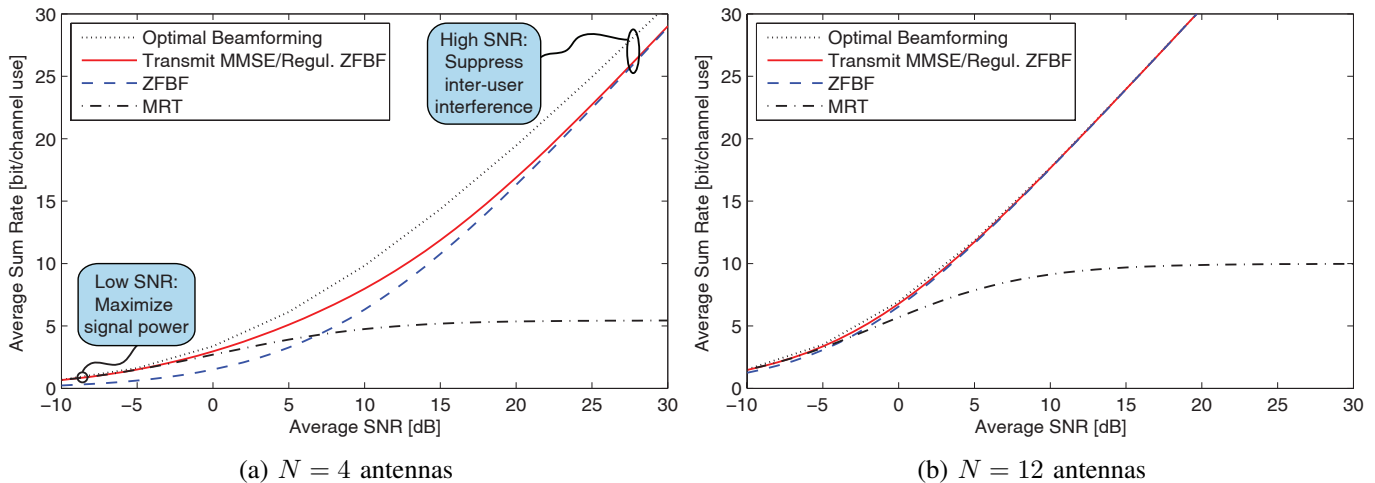 Average Sum Rate [bit/channel use]
30
25
20
15
10
5
0
Optimal Beamforming
Transmit MMSE/Regul. ZFBF
ZFBF
MRT
High SNR:
Suppress
inter-user
interference
Low SNR:
Maximize
signal power
−10 −5 0 5 10 15 20 25 30
Average SNR [dB]
(a) N = 4 antennas
Average Sum Rate [bit/channel use]
30
25
20
15
10
5
0
Optimal Beamforming
Transmit MMSE/Regul. ZFBF
ZFBF
MRT
−10 −5 0 5 10 15 20 25 30
Average SNR [dB]
(b) N = 12 antennas